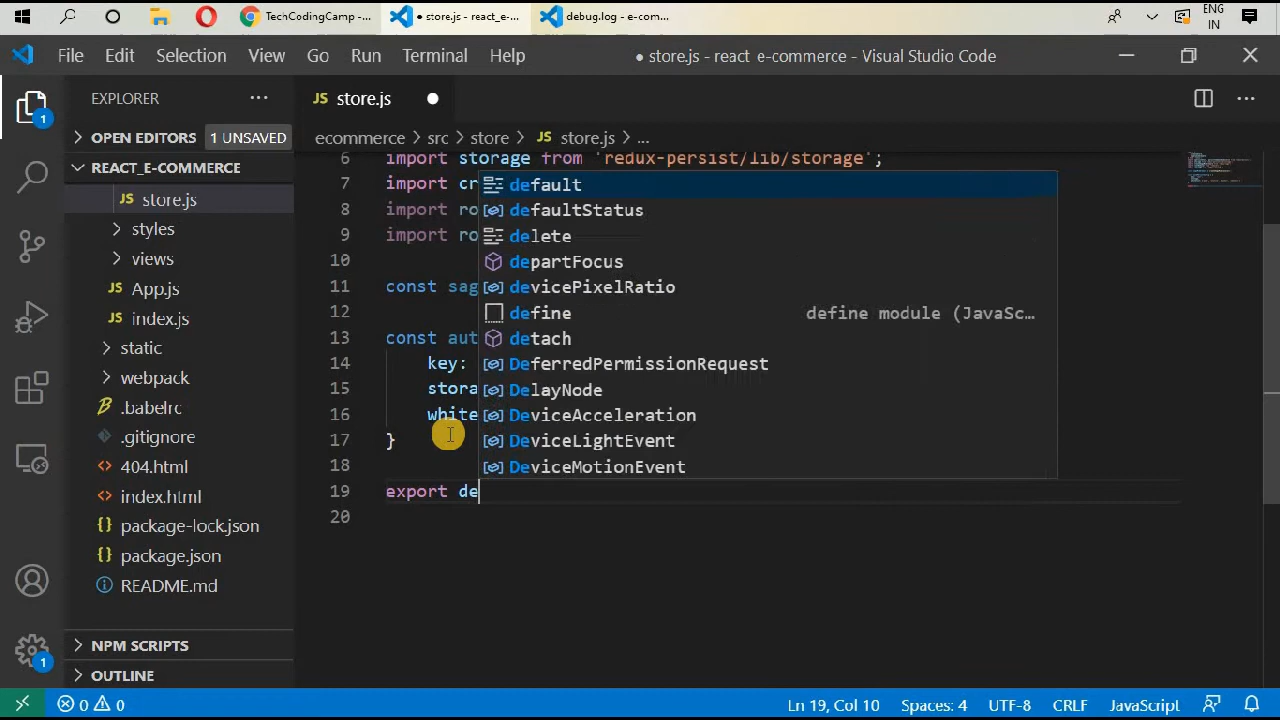 TechCodingCamp -...
store.js - react_e-...
debug.log - e-com...
ENG
IN
File Edit Selection View Go Run Terminal Help
● store.js - react_e-commerce - Visual Studio Code
EXPLORER
store.js
OPEN EDITORS 1 UNSAVED
ecommerce > src > store > JS store.js > ...
REACT_E-COMMERCE
JS store.js
styles
views
JS App.js
JS index.js
static
webpack
.babelrc
.gitignore
404.html
index.html
package-lock.json
package.json
README.md
NPM SCRIPTS
OUTLINE
1
1
6 import storage from 'redux-persist/lib/storage';
7 import cr
8 import ro
9 import ro
10
11 const sag
12
13 const aut
14 key:
15 stora
16 white
17 }
18
19 export de
20
default
defaultStatus
delete
departFocus
devicePixelRatio
define define module (JavaSc...
detach
DeferredPermissionRequest
DelayNode
DeviceAcceleration
DeviceLightEvent
DeviceMotionEvent
0 0 Ln 19, Col 10 Spaces: 4 UTF-8 CRLF JavaScript